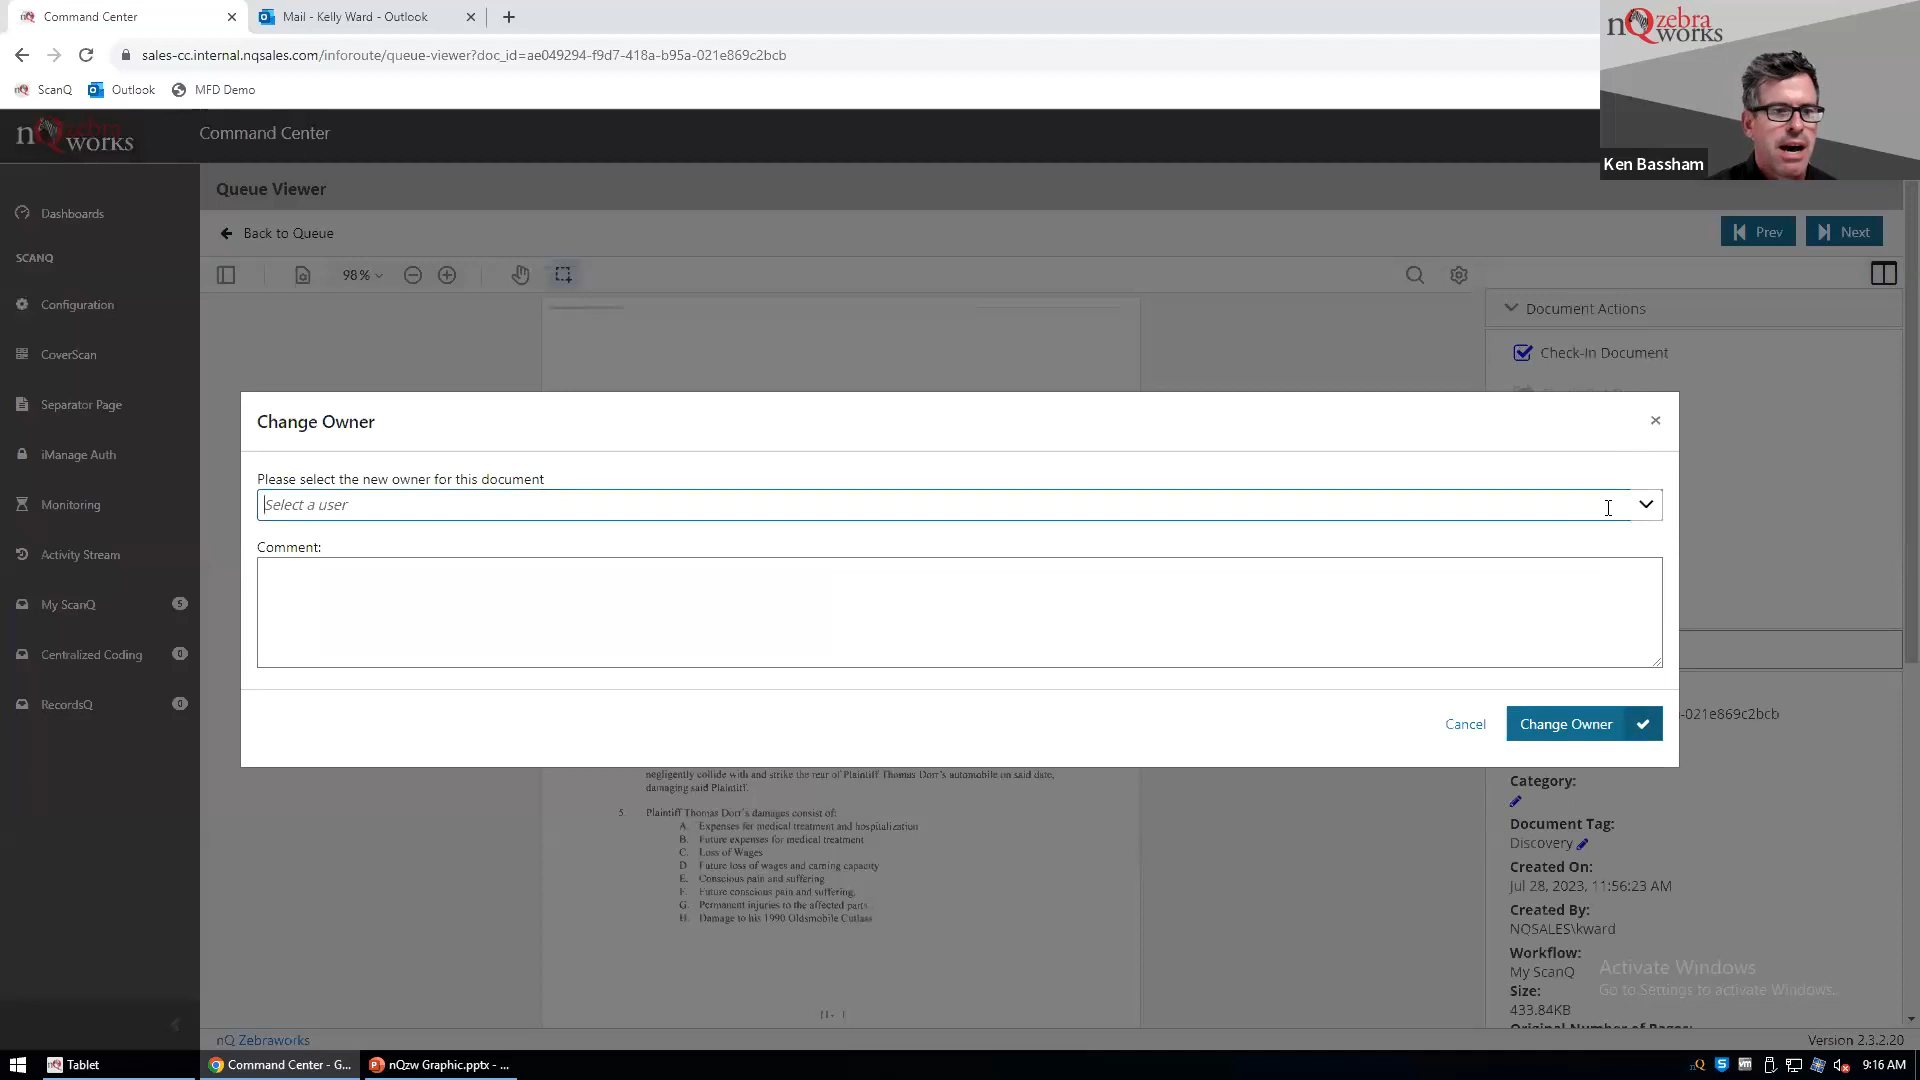 Command Center
Mail - Kelly Ward - Outlook
sales-cc.internal.nqsales.com/inforoute/queue-viewer?doc_id=ae049294-f9d7-418a-b95a-021e869c2bcb
ScanQ
Outlook
MFD Demo
nQ zebra works
Ken Bassham
nQ zebra works
Command Center
Queue Viewer
Back to Queue
Prev
Next
98%
Dashboards
SCANQ
Configuration
CoverScan
Separator Page
iManage Auth
Monitoring
Activity Stream
My ScanQ 5
Centralized Coding 0
RecordsQ 0
Document Actions
Check-In Document
Change Owner
Please select the new owner for this document
Select a user
Comment:
Cancel
Change Owner
-021e869c2bcb
negligently collide with and strike the rear of Plaintiff Thomas Dorr's automobile on said date,
damaging said Plaintiff.
5. Plaintiff Thomas Dorr's damages consist of:
A. Expenses for medical treatment and hospitalization
B. Future expenses for medical treatment
C. Loss of Wages
D. Future loss of wages and earning capacity
E. Conscious pain and suffering
F. Future conscious pain and suffering.
G. Permanent injuries to the affected parts.
H. Damage to his 1990 Oldsmobile Cutlass
Category:
Document Tag:
Discovery
Created On:
Jul 28, 2023, 11:56:23 AM
Created By:
NQSALES\kward
Workflow:
My ScanQ
Size:
433.84KB
Original Number of Pages:
Activate Windows
Go to Settings to activate Windows.
nQ Zebraworks
Version 2.3.2.20
Tablet
Command Center - G...
nQzw Graphic.pptx - ...
9:16 AM